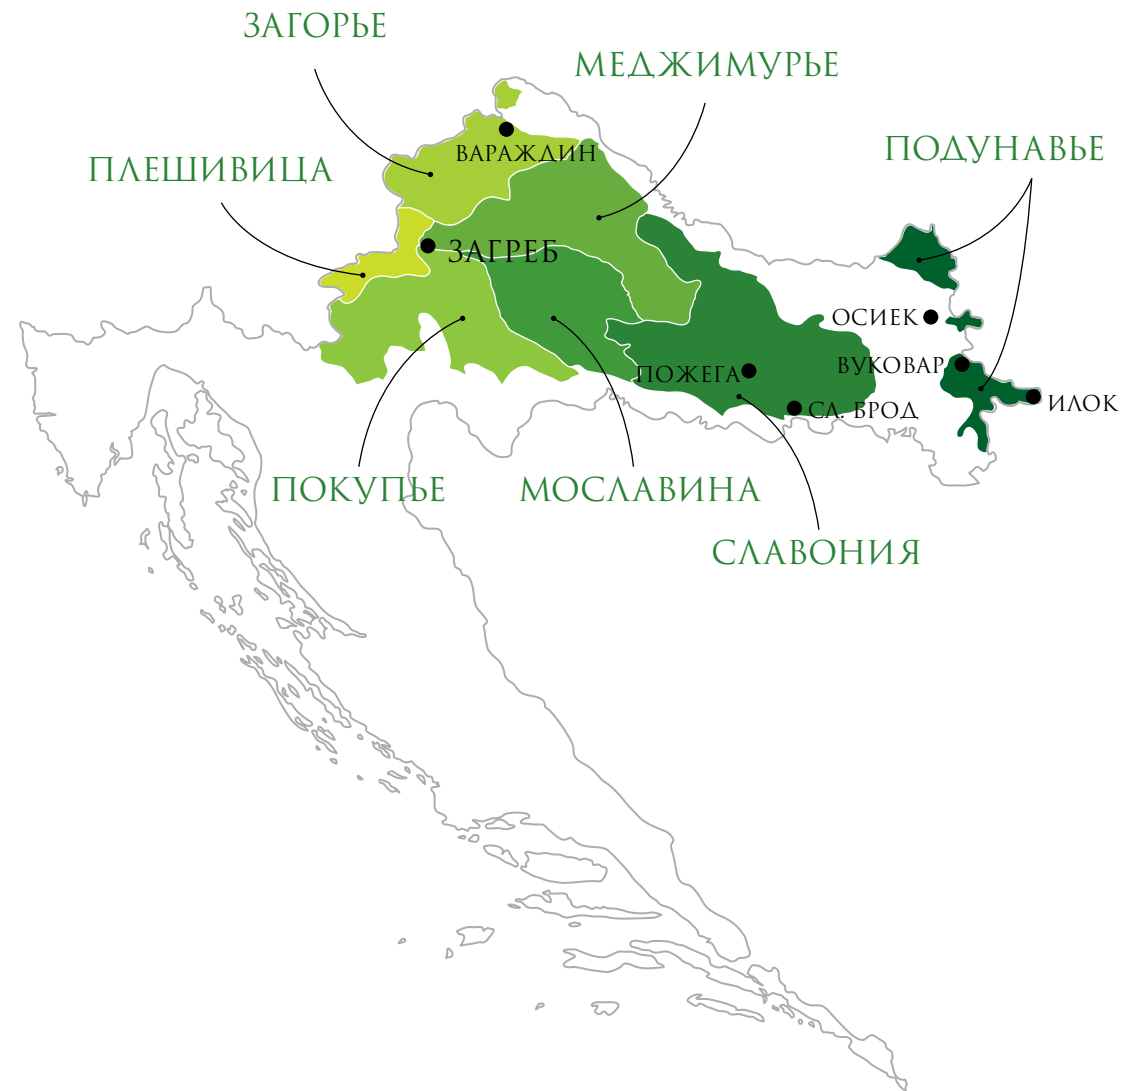 ЗАГОРЬЕ
МЕДЖИМУРЬЕ
ПОДУНАВЬЕ
ВАРАЖДИН
ПЛЕШИВИЦА
ЗАГРЕБ
ОСИЕК
ВУКОВАР
ПОЖЕГА
ИЛОК
СЛ. БРОД
ПОКУПЬЕ
МОСЛАВИНА
СЛАВОНИЯ